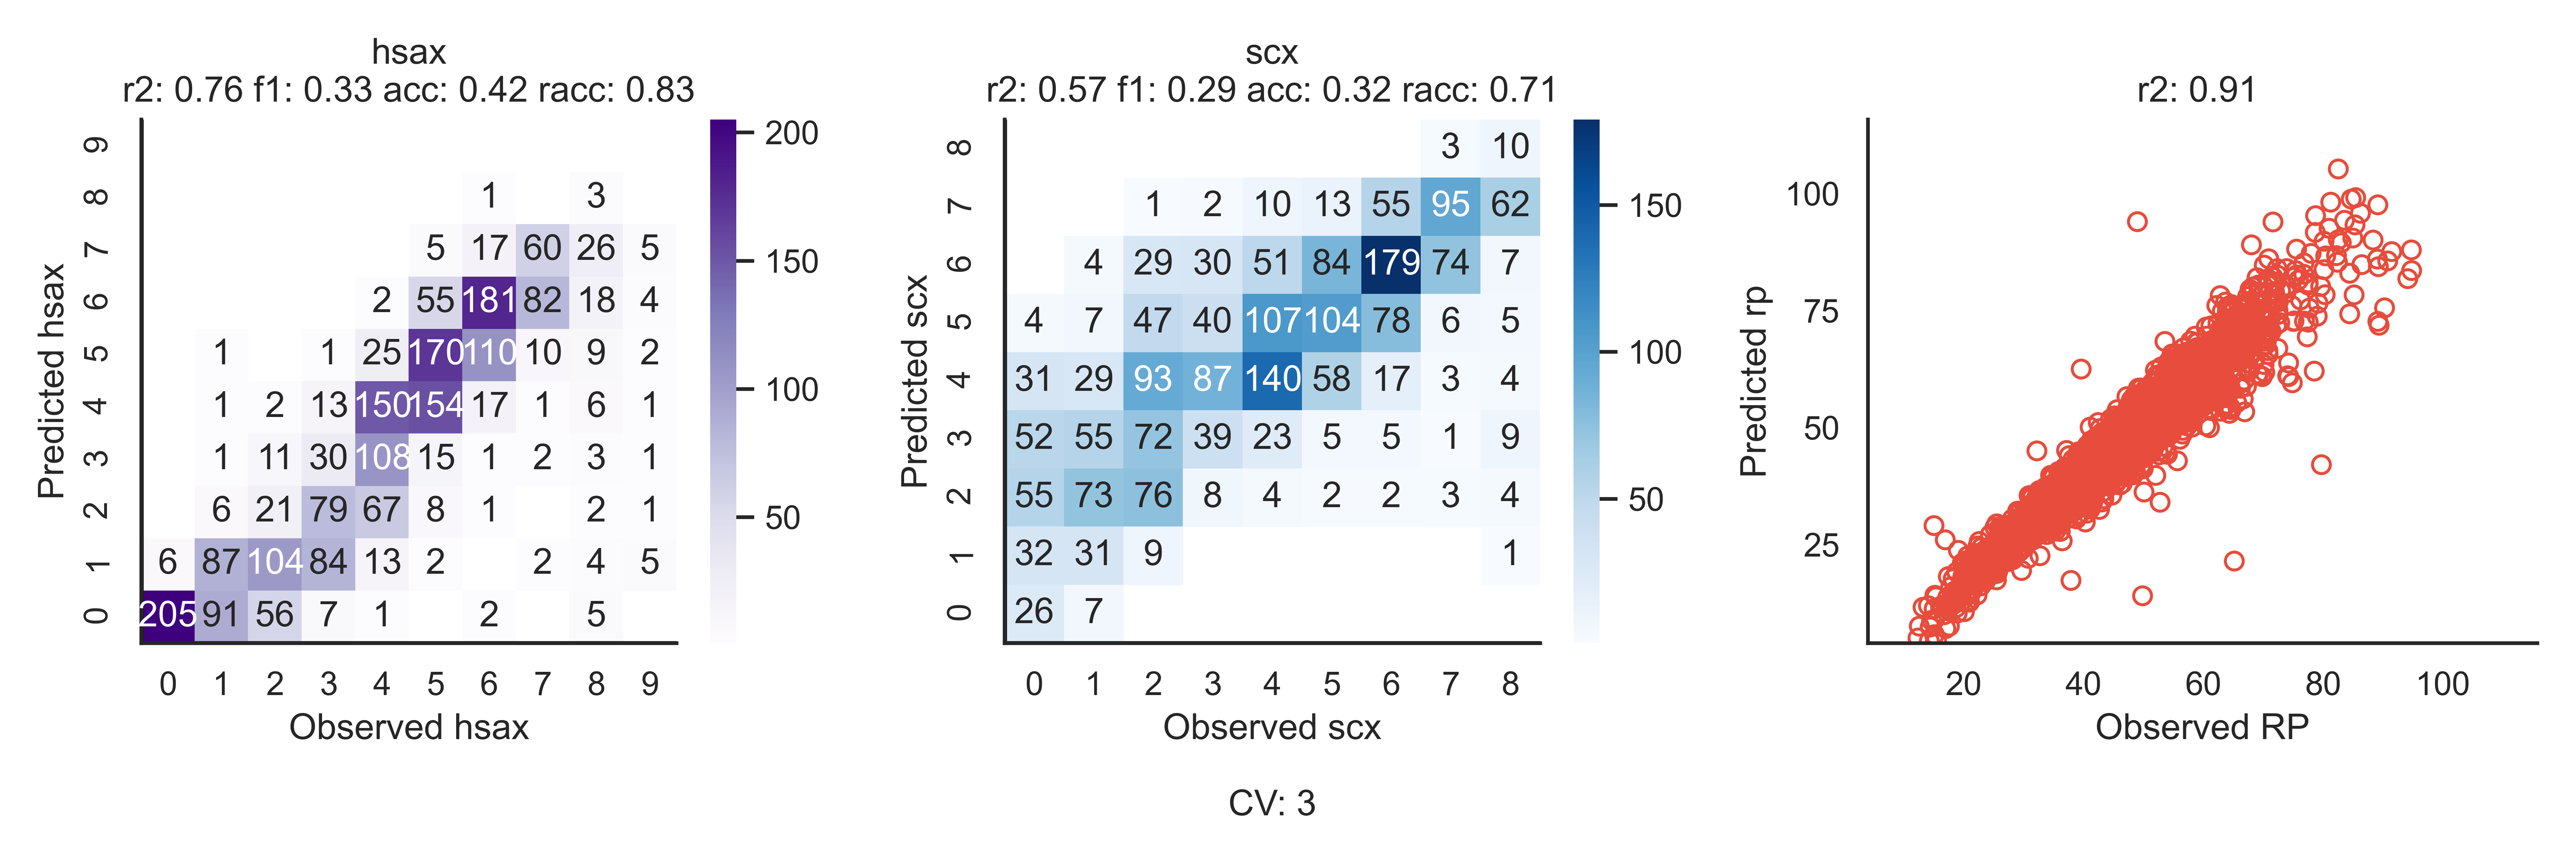 hsax
r2: 0.76 f1: 0.33 acc: 0.42 racc: 0.83
9
8 1 3
7 5 17 60 26 5
6 2 55 181 82 18 4
5 1 1 25 170 110 10 9 2
4 1 2 13 150 154 17 1 6 1
3 1 11 30 108 15 1 2 3 1
2 6 21 79 67 8 1 2 1
1 6 87 104 84 13 2 2 4 5
0 205 91 56 7 1 2 5
0 1 2 3 4 5 6 7 8 9
Predicted hsax
Observed hsax
200
150
100
50
scx
r2: 0.57 f1: 0.29 acc: 0.32 racc: 0.71
8 3 10
7 1 2 10 13 55 95 62
6 4 29 30 51 84 179 74 7
5 4 7 47 40 107 104 78 6 5
4 31 29 93 87 140 58 17 3 4
3 52 55 72 39 23 5 5 1 9
2 55 73 76 8 4 2 2 3 4
1 32 31 9 1
0 26 7
0 1 2 3 4 5 6 7 8
Predicted scx
Observed scx
150
100
50
r2: 0.91
100
75
50
25
20 40 60 80 100
Predicted rp
Observed RP
CV: 3